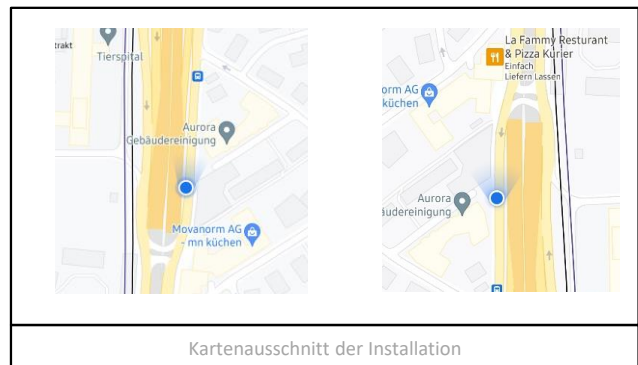 trakt
Tierspital
Aurora
Gebäudereinigung
Movanorm AG
- mn küchen
La Fammy Resturant
& Pizza Kurier
Einfach
Liefern Lassen
orm AG
küchen
Aurora
äudereinigung
Kartenausschnitt der Installation